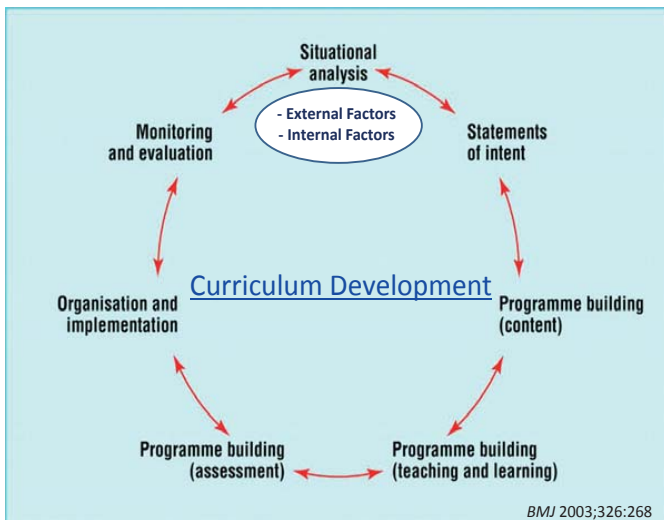 Situational
analysis
- External Factors
- Internal Factors
Monitoring
and evaluation
Statements
of intent
Curriculum Development
Organisation and
implementation
Programme building
(content)
Programme building
(assessment)
Programme building
(teaching and learning)
BMJ 2003;326:268